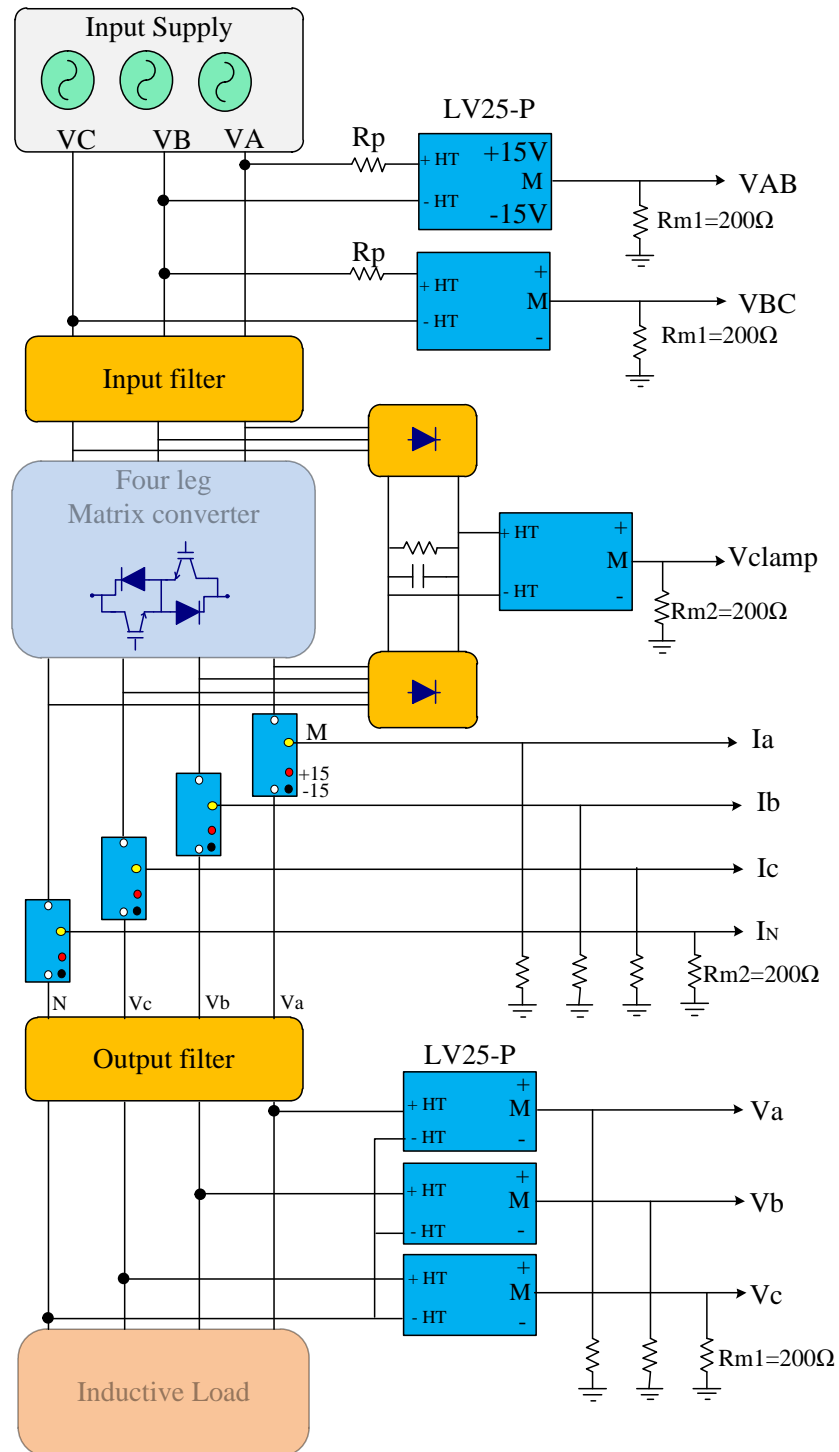 Input Supply
VC VB VA
LV25-P
Rp
+ HT
- HT
+15V
M
-15V
VAB
Rm1=200Ω
Rp
+ HT
- HT
+
M
-
VBC
Rm1=200Ω
Input filter
Four leg
Matrix converter
+ HT
- HT
+
M
-
Vclamp
Rm2=200Ω
M
+15
-15
Ia
Ib
Ic
IN
Rm2=200Ω
N Vc Vb Va
Output filter
LV25-P
+ HT
- HT
+
M
-
Va
+ HT
- HT
+
M
-
Vb
+ HT
- HT
+
M
-
Vc
Rm1=200Ω
Inductive Load